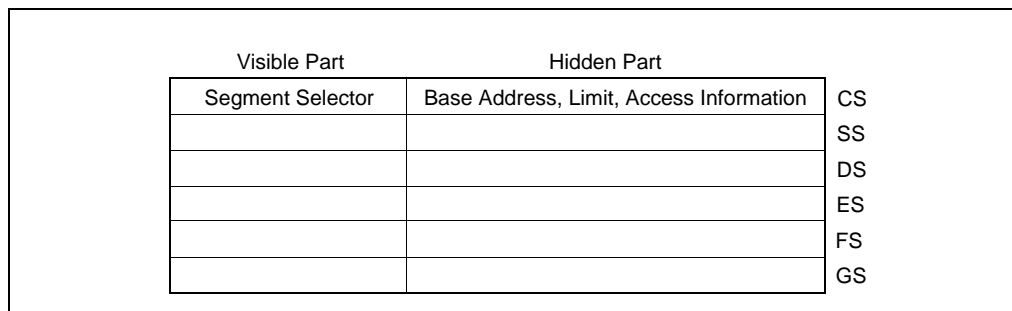 Visible Part Hidden Part
Segment Selector Base Address, Limit, Access Information CS
SS
DS
ES
FS
GS